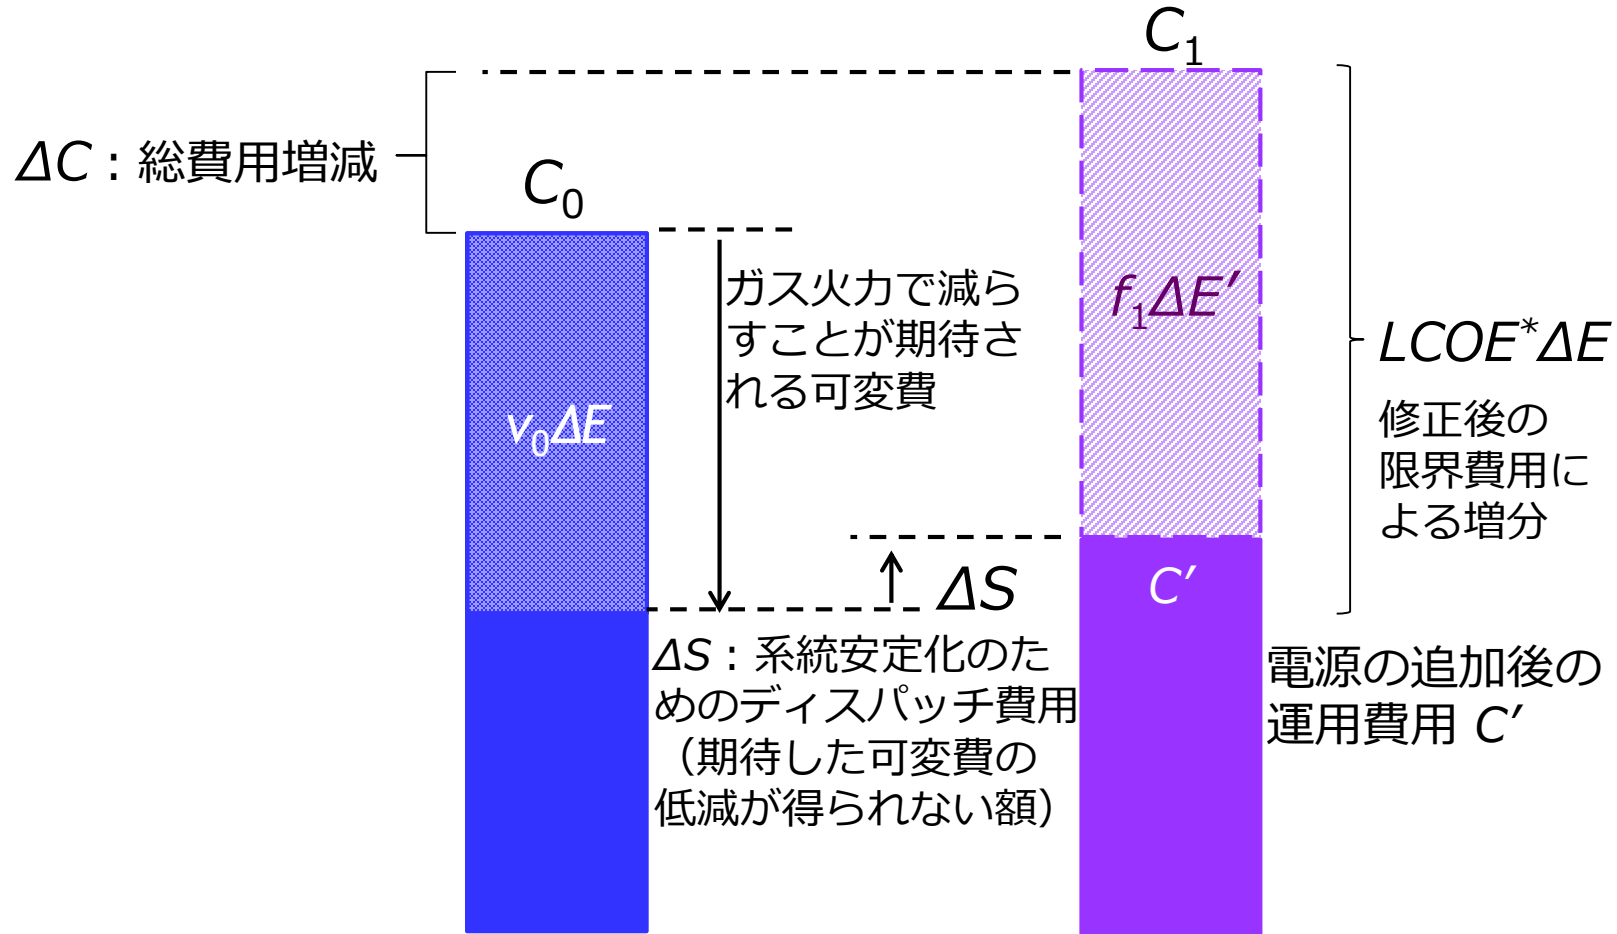 C₁
ΔC：総費用増減
C₀
ガス火力で減ら
すことが期待さ
れる可変費
v₀ΔE
f₁ΔE′
LCOE*ΔE
修正後の
限界費用に
よる増分
ΔS
C′
ΔS：系統安定化のた
めのディスパッチ費用
（期待した可変費の
低減が得られない額）
電源の追加後の
運用費用 C′